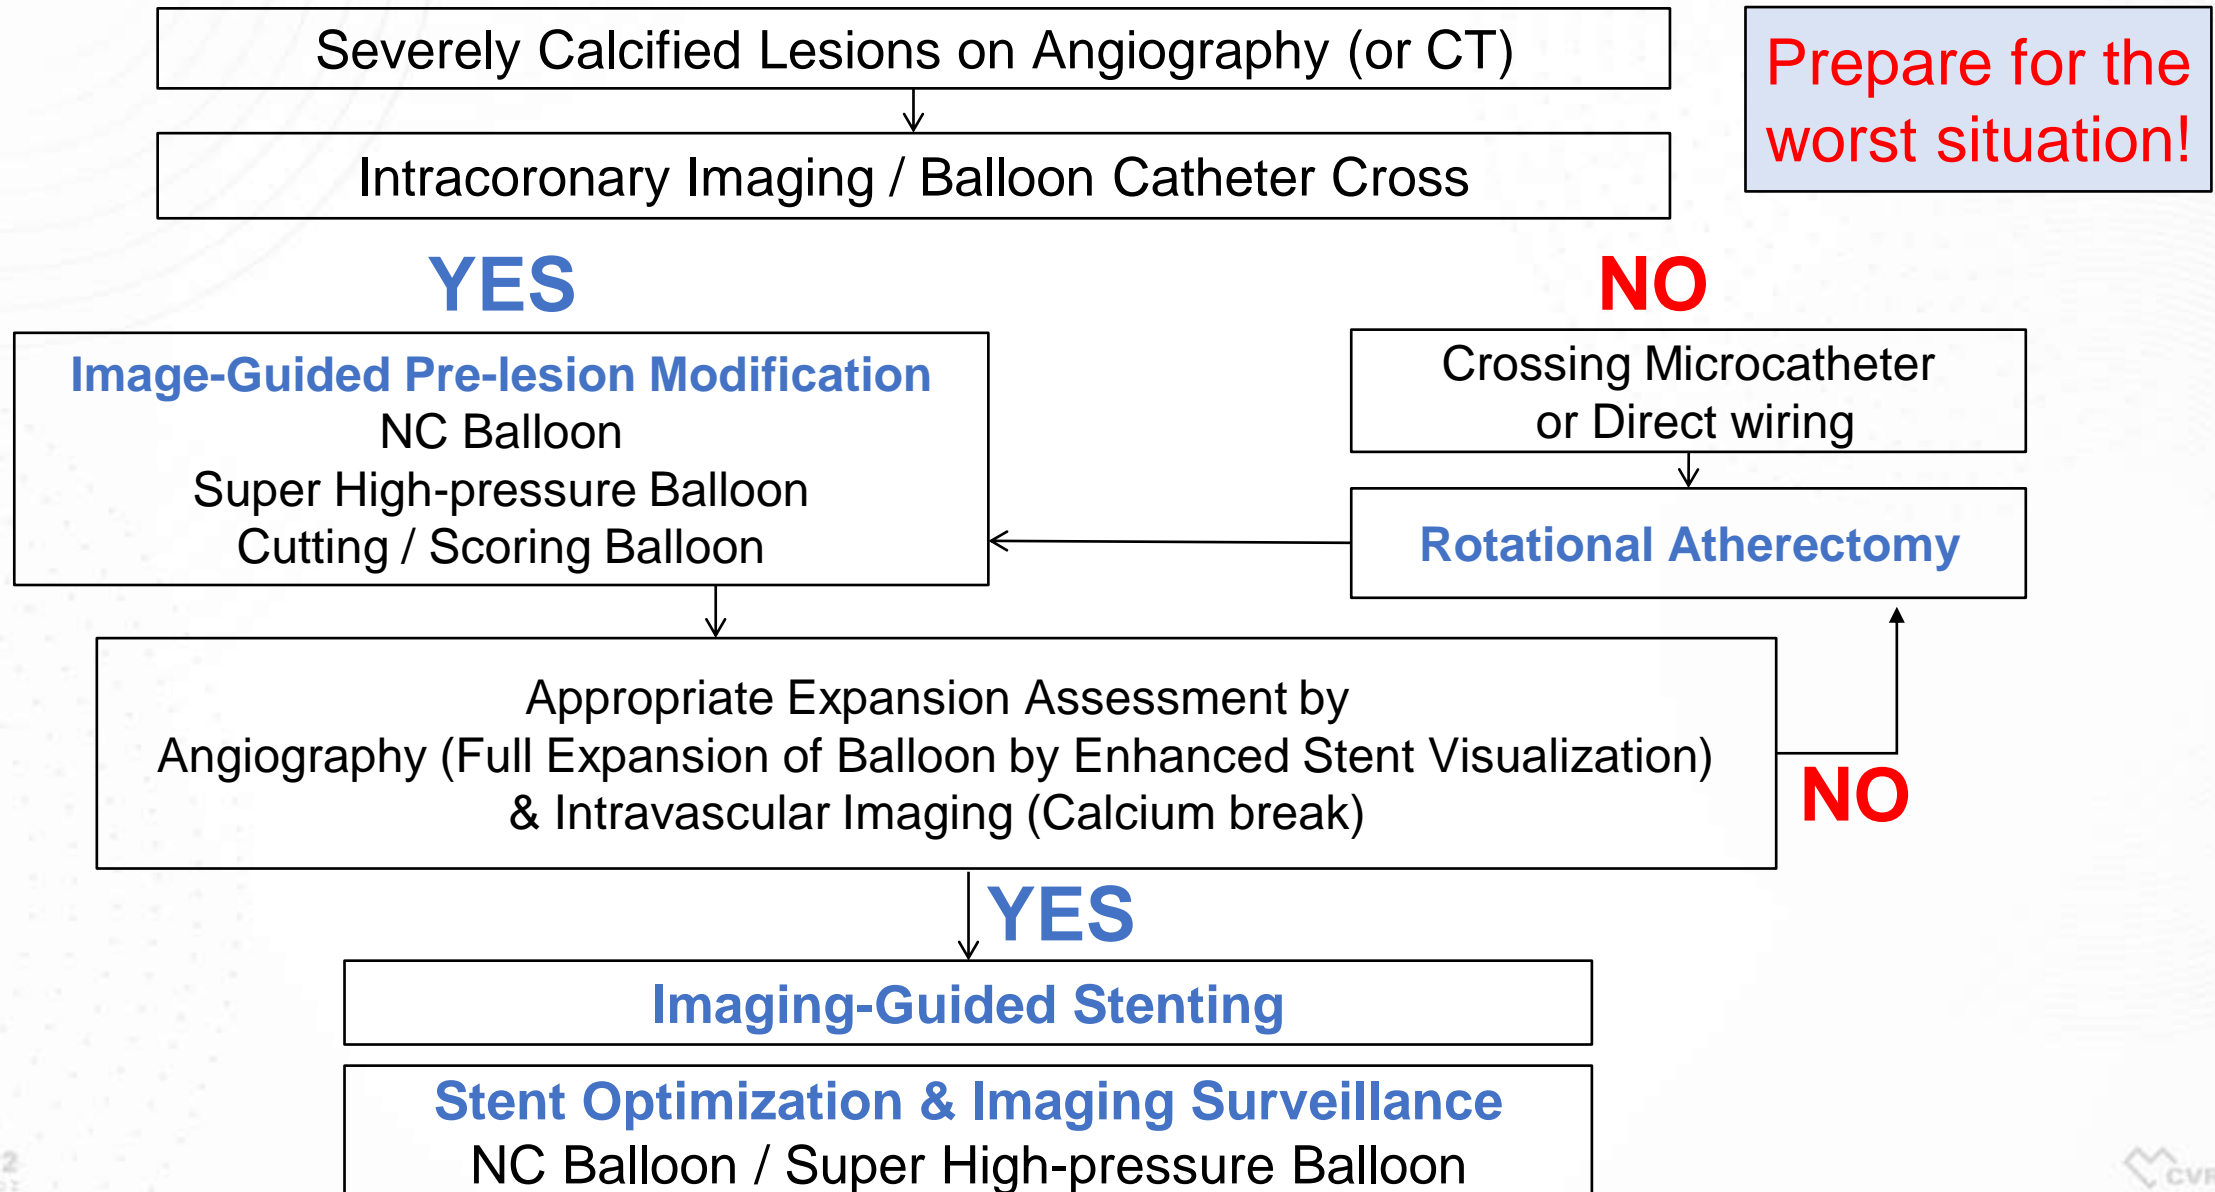 Severely Calcified Lesions on Angiography (or CT)
Prepare for the
worst situation!
Intracoronary Imaging / Balloon Catheter Cross
YES
NO
Image-Guided Pre-lesion Modification
NC Balloon
Super High-pressure Balloon
Cutting / Scoring Balloon
Crossing Microcatheter
or Direct wiring
Rotational Atherectomy
Appropriate Expansion Assessment by
Angiography (Full Expansion of Balloon by Enhanced Stent Visualization)
& Intravascular Imaging (Calcium break)
NO
YES
Imaging-Guided Stenting
Stent Optimization & Imaging Surveillance
NC Balloon / Super High-pressure Balloon
2